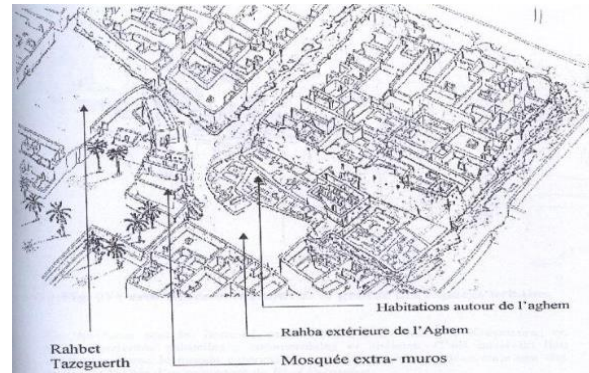 Habitations autour de l'aghem
Rahba extérieure de l'Aghem
Rahbet
Tazeguerth
Mosquée extra- muros